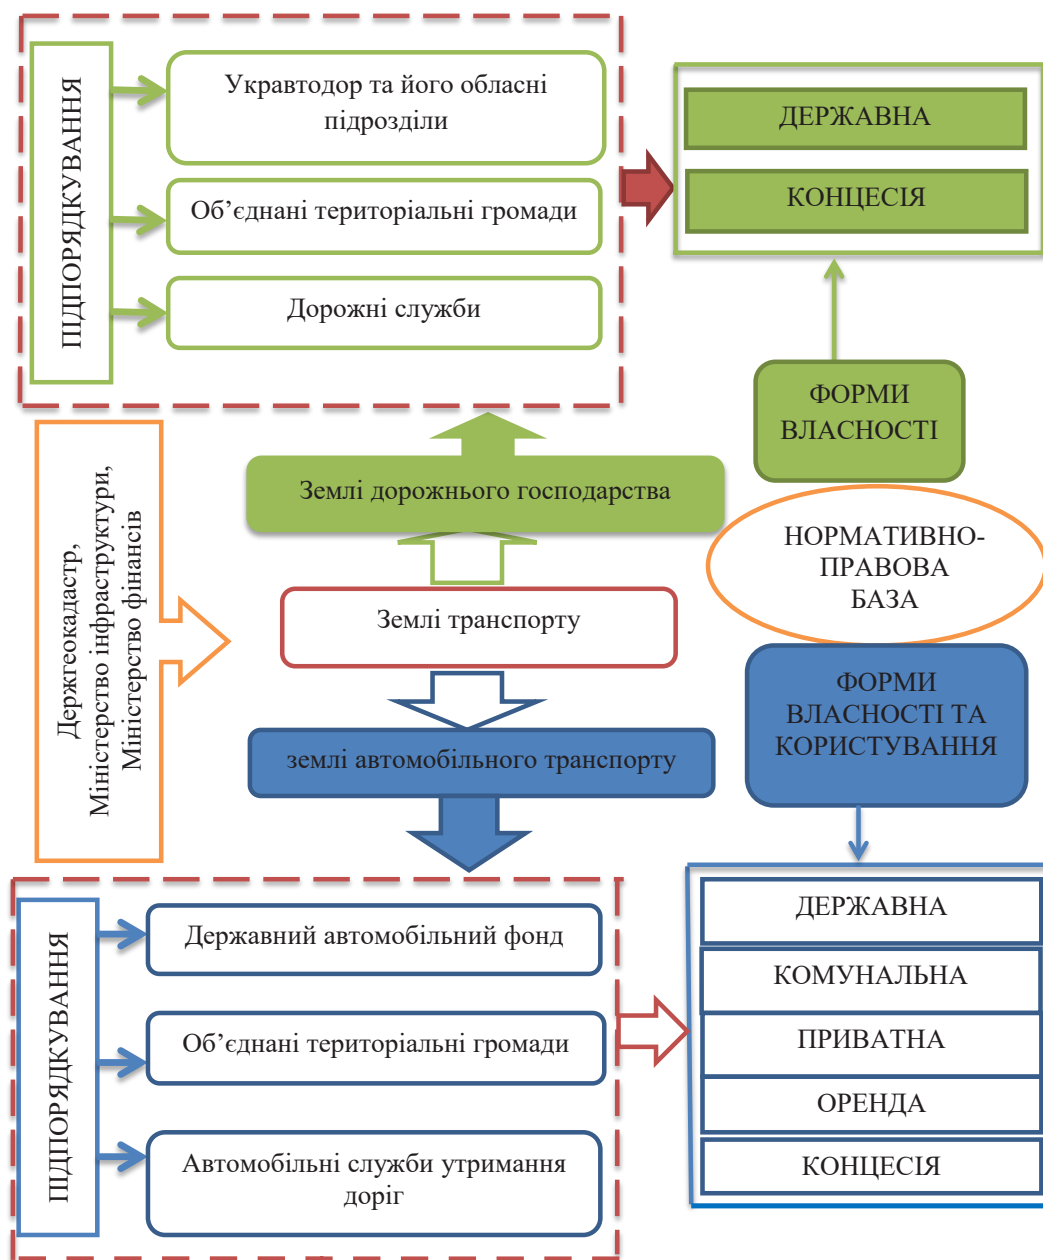 ПІДПОРЯДКУВАННЯ
Укравтодор та його обласні
підрозділи
Об’єднані територіальні громади
Дорожні служби
ДЕРЖАВНА
КОНЦЕСІЯ
ФОРМИ
ВЛАСНОСТІ
Держгеокадастр,
Міністерство інфраструктури,
Міністерство фінансів
Землі дорожнього господарства
НОРМАТИВНО-
ПРАВОВА
БАЗА
Землі транспорту
ФОРМИ
ВЛАСНОСТІ ТА
КОРИСТУВАННЯ
землі автомобільного транспорту
ПІДПОРЯДКУВАННЯ
Державний автомобільний фонд
Об’єднані територіальні громади
Автомобільні служби утримання
доріг
ДЕРЖАВНА
КОМУНАЛЬНА
ПРИВАТНА
ОРЕНДА
КОНЦЕСІЯ